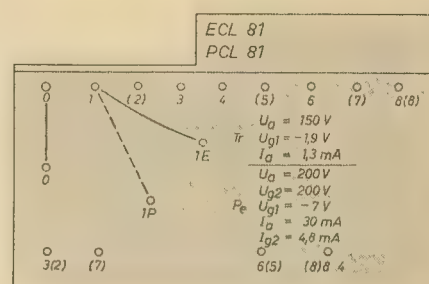 ECL 81
PCL 81
0 1 (2) 3 4 (5) 6 (7) 8(8)
Ua = 150 V
Tr Ug1 = -1,9 V
1E Ia = 1,3 mA
0 Ua = 200 V
Ug2 = 200 V
1P Pe Ug1 = -7 V
Ia = 30 mA
Ig2 = 4,8 mA
3(2) (7) 6(5) (8)8 4